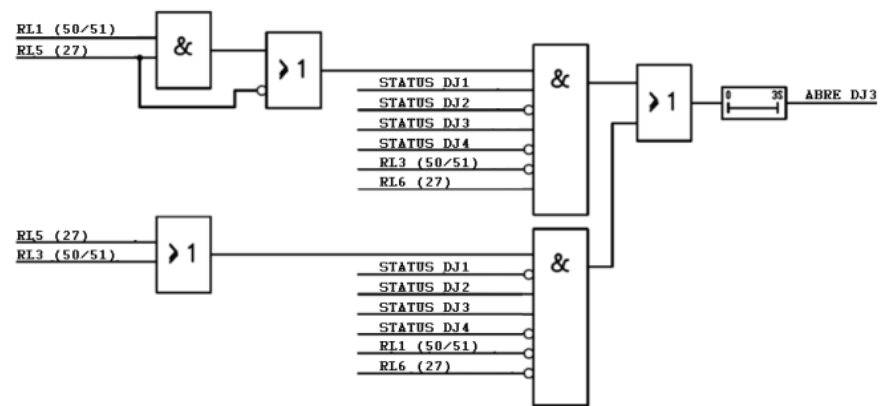 RL1 (50/51)
RL5 (27)
&
≥ 1
STATUS DJ1
STATUS DJ2
STATUS DJ3
STATUS DJ4
RL3 (50/51)
RL6 (27)
&
≥ 1
0 3S
ABRE DJ3
RL5 (27)
RL3 (50/51)
≥ 1
STATUS DJ1
STATUS DJ2
STATUS DJ3
STATUS DJ4
RL1 (50/51)
RL6 (27)
&